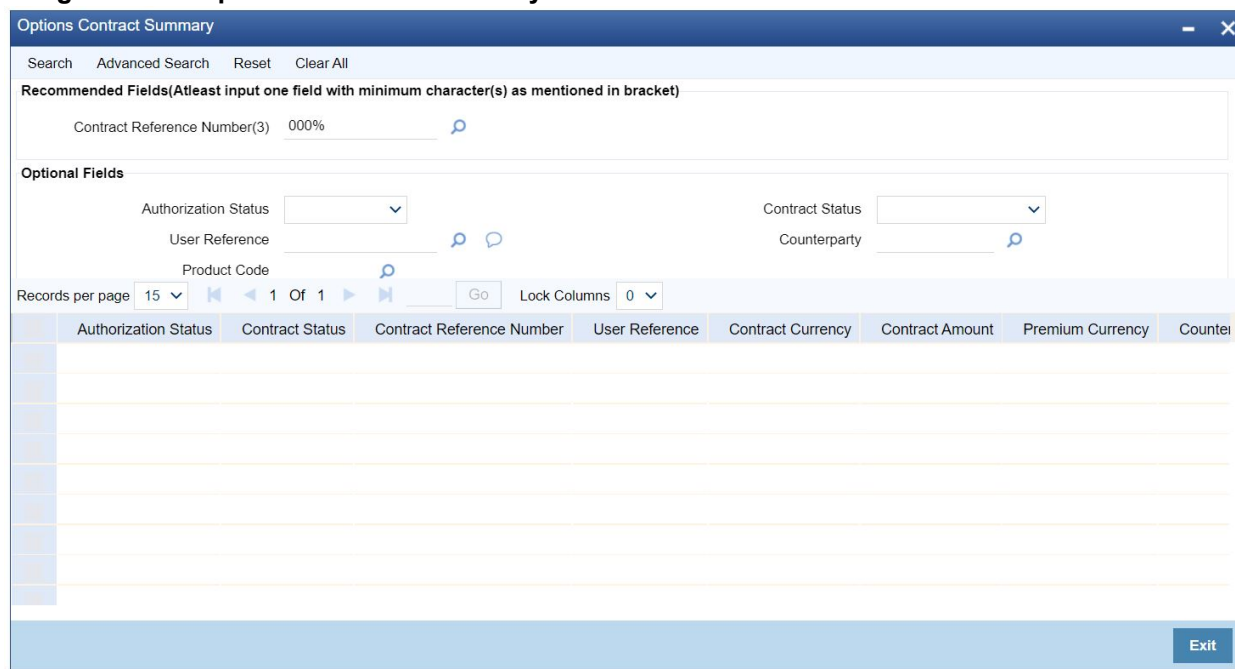 Options Contract Summary
Search Advanced Search Reset Clear All
Recommended Fields(Atleast input one field with minimum character(s) as mentioned in bracket)
Contract Reference Number(3) 000%
Optional Fields
Authorization Status Contract Status
User Reference Counterparty
Product Code
Records per page 15 1 Of 1 Go Lock Columns 0
Authorization Status Contract Status Contract Reference Number User Reference Contract Currency Contract Amount Premium Currency Counter
Exit